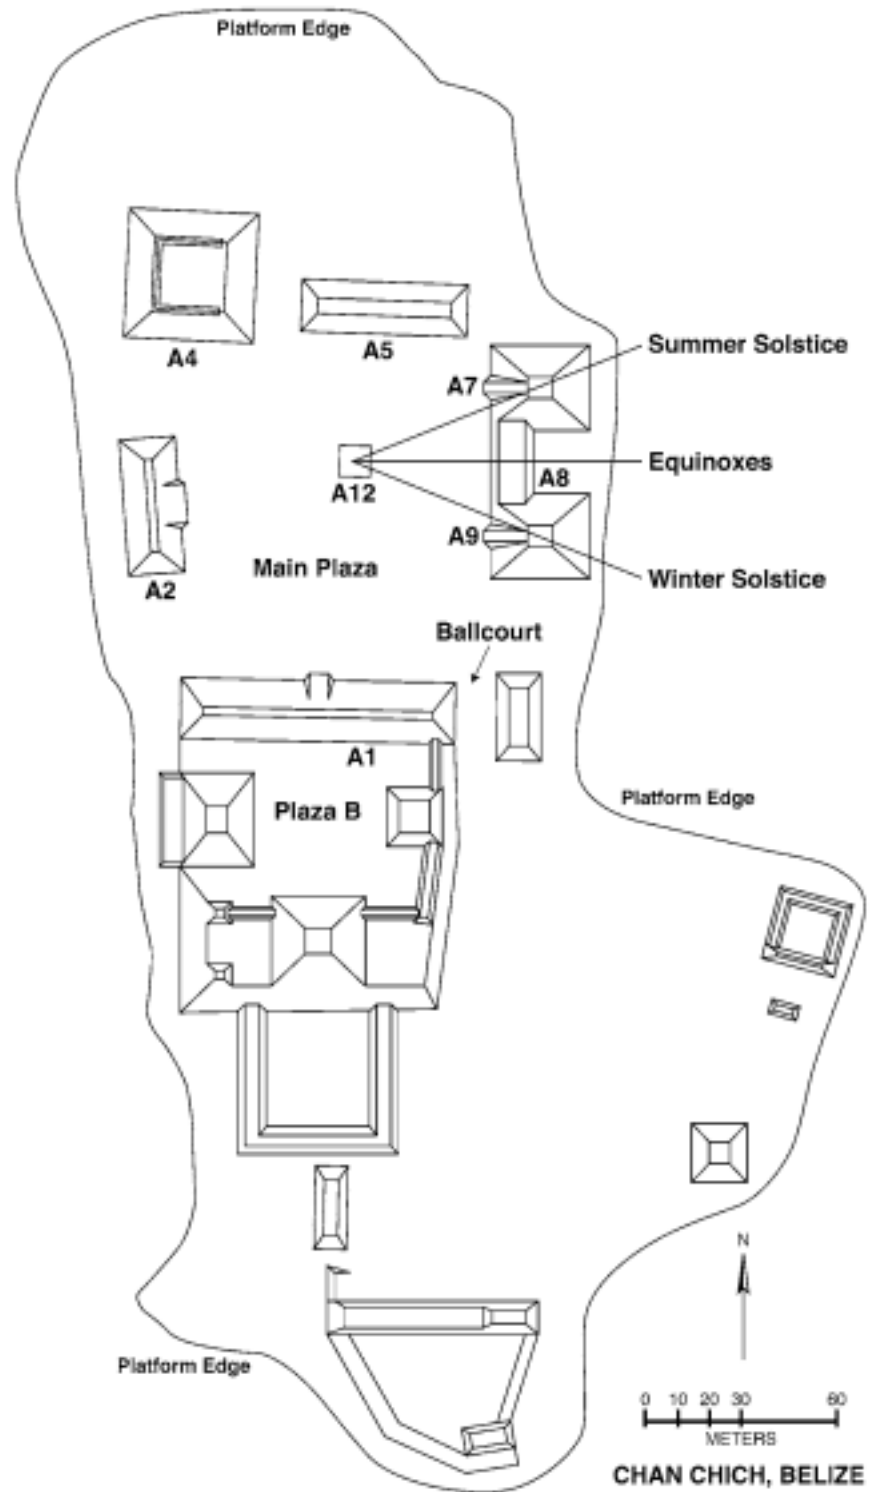 Platform Edge
A4
A5
Summer Solstice
A7
Equinoxes
A8
A12
A9
Main Plaza
Winter Solstice
A2
Ballcourt
A1
Platform Edge
Plaza B
N
Platform Edge
0 10 20 30 60
METERS
CHAN CHICH, BELIZE